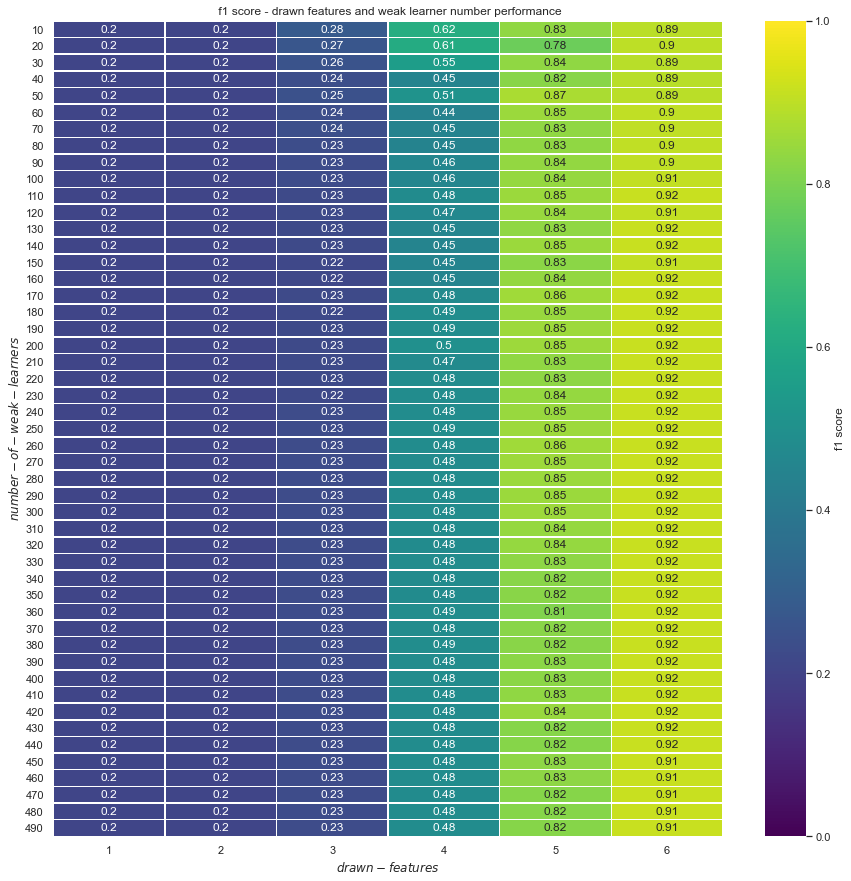 f1 score - drawn features and weak learner number performance
10 0.2 0.2 0.28 0.62 0.83 0.89
20 0.2 0.2 0.27 0.61 0.78 0.9
30 0.2 0.2 0.26 0.55 0.84 0.89
40 0.2 0.2 0.24 0.45 0.82 0.89
50 0.2 0.2 0.25 0.51 0.87 0.89
60 0.2 0.2 0.24 0.44 0.85 0.9
70 0.2 0.2 0.24 0.45 0.83 0.9
80 0.2 0.2 0.23 0.45 0.83 0.9
90 0.2 0.2 0.23 0.46 0.84 0.9
100 0.2 0.2 0.23 0.46 0.84 0.91
110 0.2 0.2 0.23 0.48 0.85 0.92
120 0.2 0.2 0.23 0.47 0.84 0.91
130 0.2 0.2 0.23 0.45 0.83 0.92
140 0.2 0.2 0.23 0.45 0.85 0.92
150 0.2 0.2 0.22 0.45 0.83 0.91
160 0.2 0.2 0.22 0.45 0.84 0.92
170 0.2 0.2 0.23 0.48 0.86 0.92
180 0.2 0.2 0.22 0.49 0.85 0.92
190 0.2 0.2 0.23 0.49 0.85 0.92
200 0.2 0.2 0.23 0.5 0.85 0.92
210 0.2 0.2 0.23 0.47 0.83 0.92
220 0.2 0.2 0.23 0.48 0.83 0.92
230 0.2 0.2 0.22 0.48 0.84 0.92
240 0.2 0.2 0.23 0.48 0.85 0.92
250 0.2 0.2 0.23 0.49 0.85 0.92
260 0.2 0.2 0.23 0.48 0.86 0.92
270 0.2 0.2 0.23 0.48 0.85 0.92
280 0.2 0.2 0.23 0.48 0.85 0.92
290 0.2 0.2 0.23 0.48 0.85 0.92
300 0.2 0.2 0.23 0.48 0.85 0.92
310 0.2 0.2 0.23 0.48 0.84 0.92
320 0.2 0.2 0.23 0.48 0.84 0.92
330 0.2 0.2 0.23 0.48 0.83 0.92
340 0.2 0.2 0.23 0.48 0.82 0.92
350 0.2 0.2 0.23 0.48 0.82 0.92
360 0.2 0.2 0.23 0.49 0.81 0.92
370 0.2 0.2 0.23 0.48 0.82 0.92
380 0.2 0.2 0.23 0.49 0.82 0.92
390 0.2 0.2 0.23 0.48 0.83 0.92
400 0.2 0.2 0.23 0.48 0.83 0.92
410 0.2 0.2 0.23 0.48 0.83 0.92
420 0.2 0.2 0.23 0.48 0.84 0.92
430 0.2 0.2 0.23 0.48 0.82 0.92
440 0.2 0.2 0.23 0.48 0.82 0.92
450 0.2 0.2 0.23 0.48 0.83 0.91
460 0.2 0.2 0.23 0.48 0.83 0.91
470 0.2 0.2 0.23 0.48 0.82 0.91
480 0.2 0.2 0.23 0.48 0.82 0.91
490 0.2 0.2 0.23 0.48 0.82 0.91
1 2 3 4 5 6
drawn − features
number − of − weak − learners
1.0
0.8
0.6
0.4
0.2
0.0
f1 score